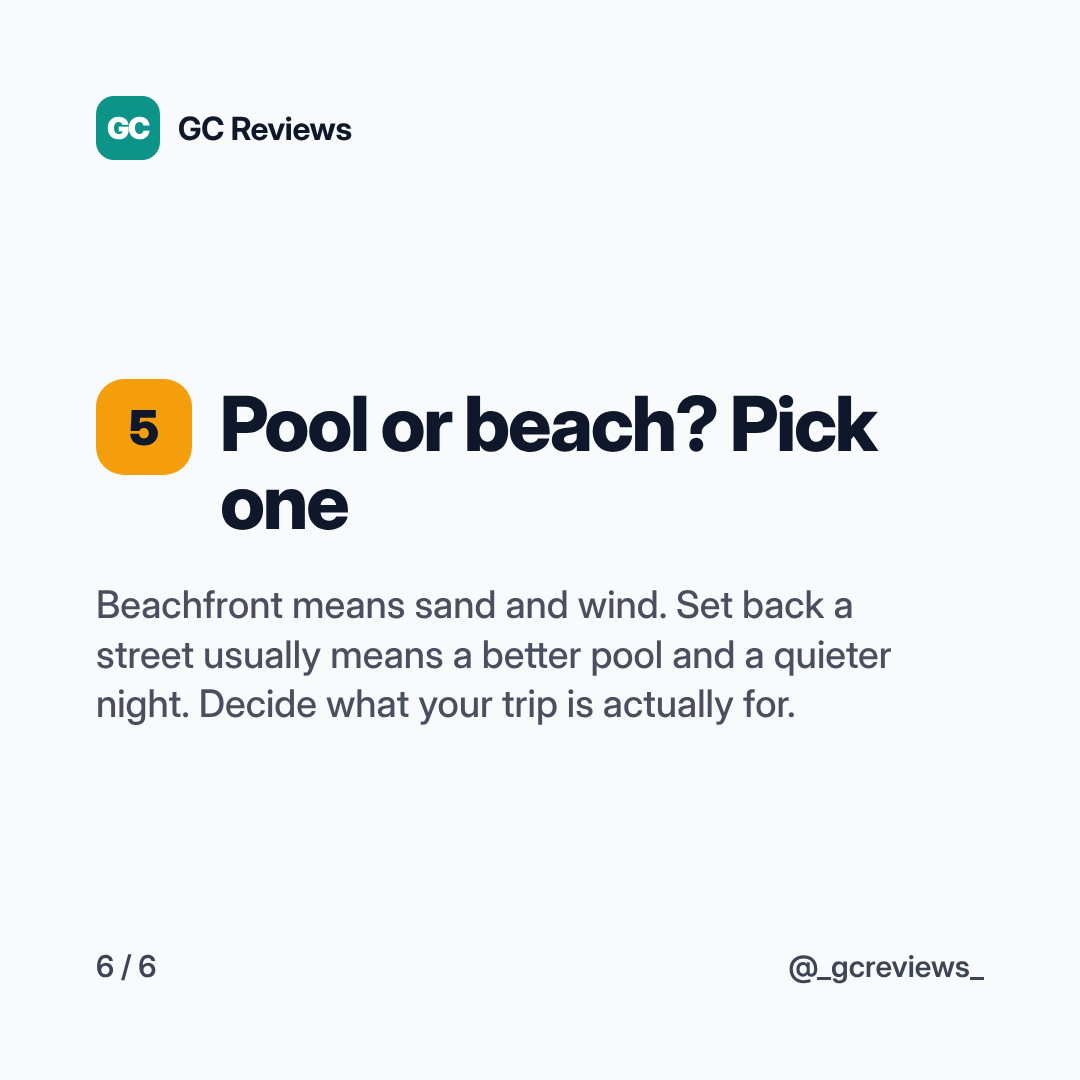 GC GC Reviews
5 Pool or beach? Pick
one
Beachfront means sand and wind. Set back a
street usually means a better pool and a quieter
night. Decide what your trip is actually for.
6 / 6 @_gcreviews_